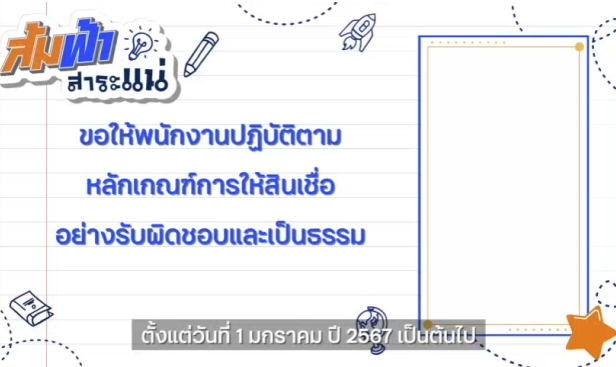 ส้มฟ้า
สาระแน่
ขอให้พนักงานปฏิบัติตาม
หลักเกณฑ์การให้สินเชื่อ
อย่างรับผิดชอบและเป็นธรรม
ตั้งแต่วันที่ 1 มกราคม ปี 2567 เป็นต้นไป